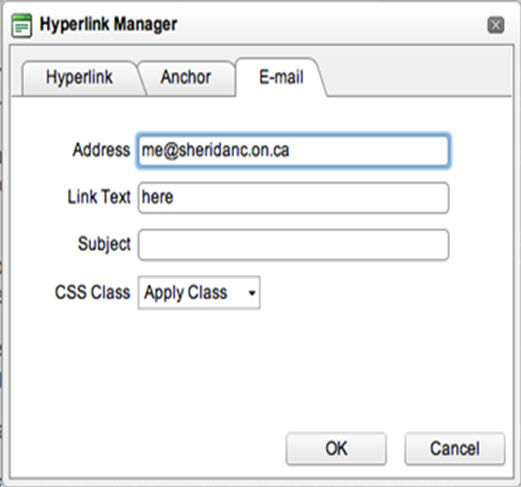 Hyperlink Manager
Hyperlink Anchor E-mail
Address me@sheridanc.on.ca
Link Text here
Subject
CSS Class Apply Class
OK Cancel